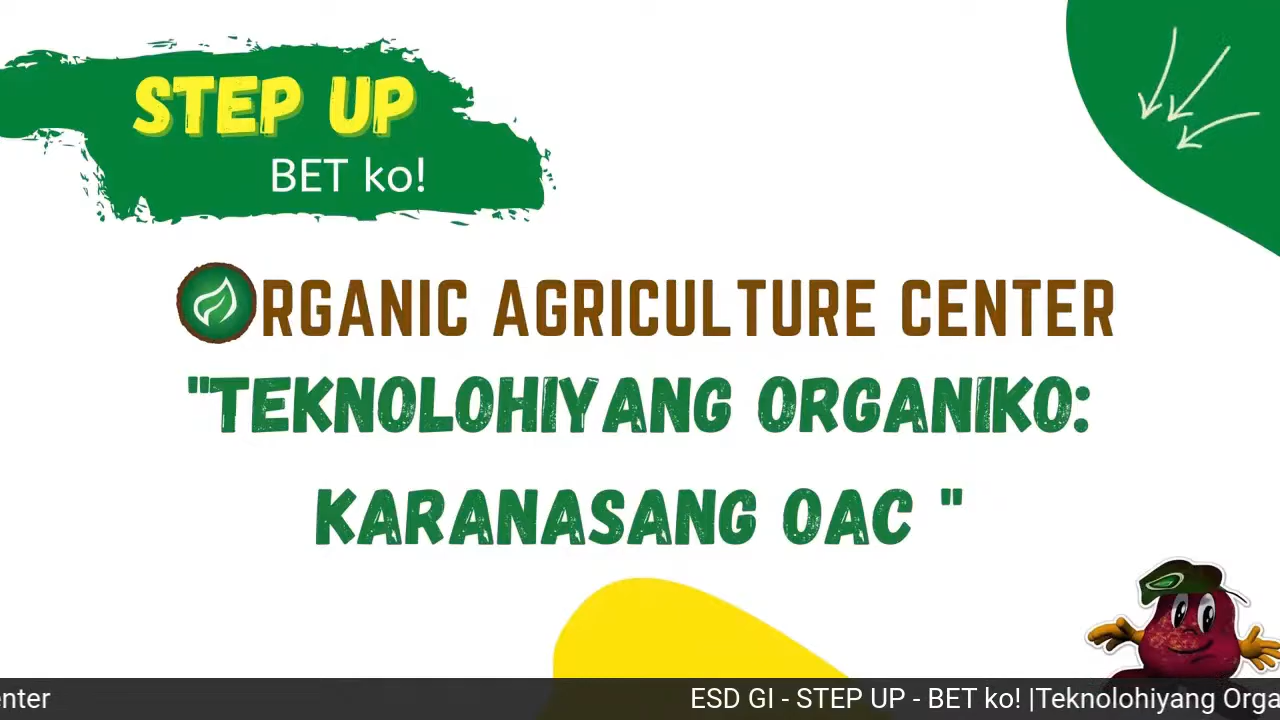 STEP UP
BET ko!
ORGANIC AGRICULTURE CENTER
"TEKNOLOHIYANG ORGANIKO:
KARANASANG OAC "
enter ESD GI - STEP UP - BET ko! |Teknolohiyang Orga